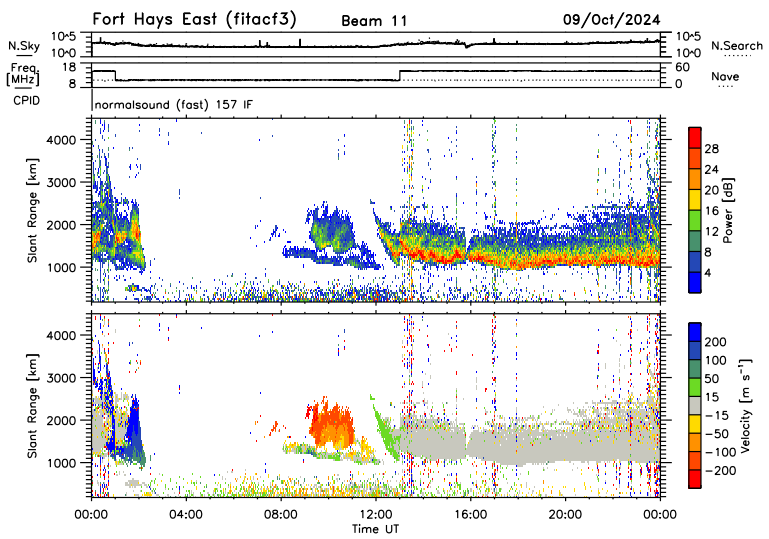 Fort Hays East (fitacf3) Beam 11 09/Oct/2024
N.Sky 10^5 10^0 10^5 10^0 N.Search
Freq. [MHz] 18 8 60 0 Nave
CPID normalsound (fast) 157 IF
Slant Range [km] 4000 3000 2000 1000
28 24 20 16 12 8 4 Power [dB]
Slant Range [km] 4000 3000 2000 1000
200 100 50 15 -15 -50 -100 -200 Velocity [m s⁻¹]
00:00 04:00 08:00 12:00 16:00 20:00 00:00
Time UT